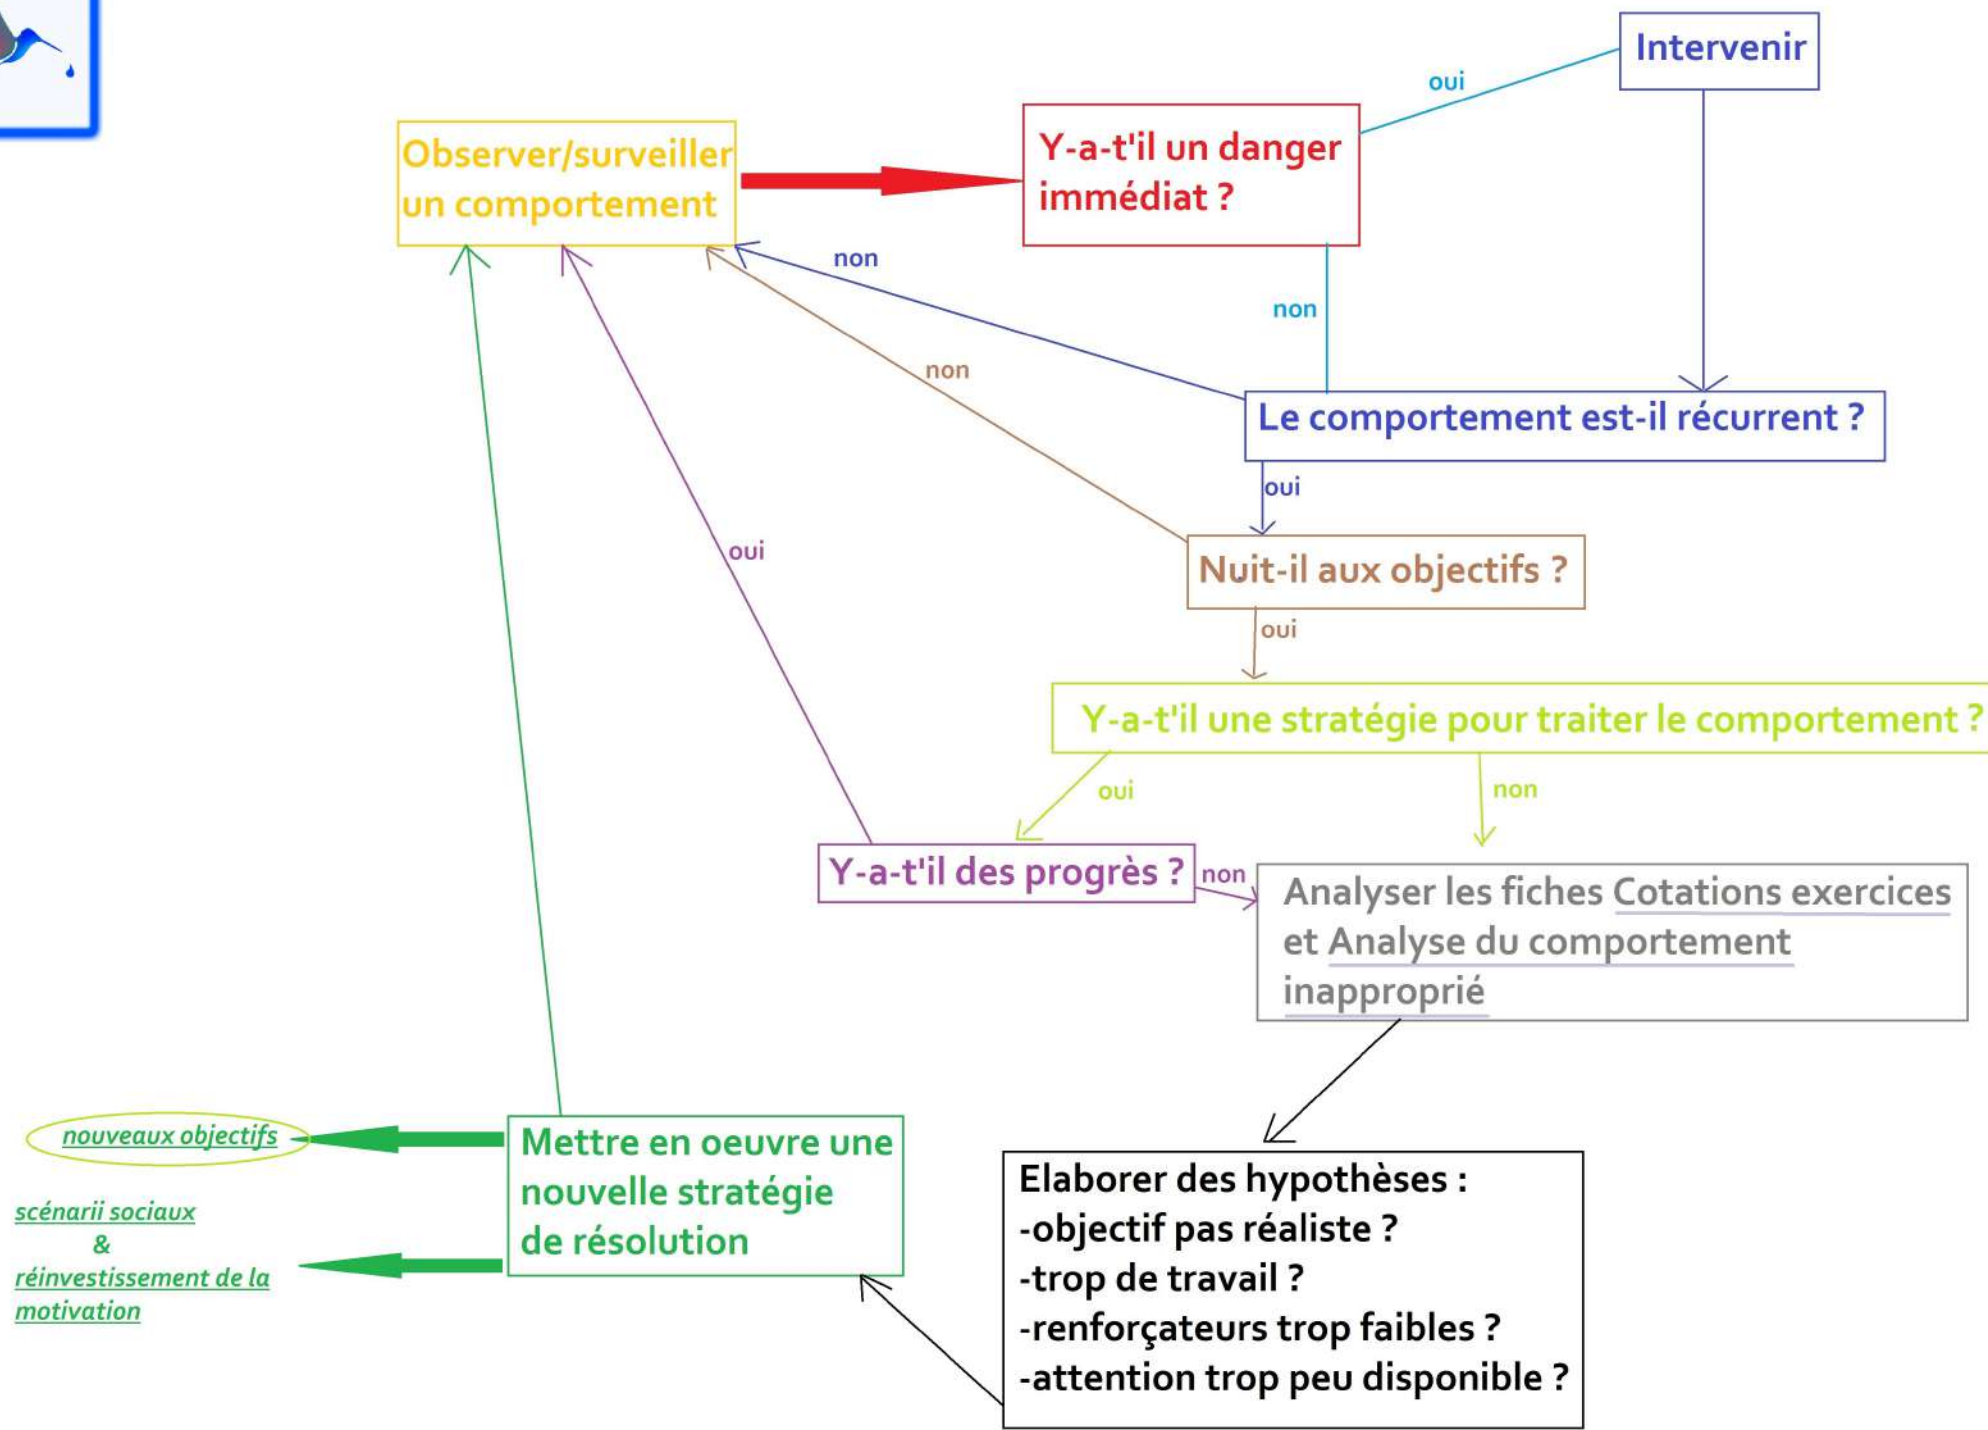 Intervenir
oui
Observer/surveiller
un comportement
Y-a-t'il un danger
immédiat ?
non
non
non
Le comportement est-il récurrent ?
oui
Nuit-il aux objectifs ?
oui
oui
Y-a-t'il une stratégie pour traiter le comportement ?
oui
non
Y-a-t'il des progrès ?
non
Analyser les fiches Cotations exercices
et Analyse du comportement
inapproprié
Mettre en oeuvre une
nouvelle stratégie
de résolution
nouveaux objectifs
scénarii sociaux
&
réinvestissement de la
motivation
Elaborer des hypothèses :
-objectif pas réaliste ?
-trop de travail ?
-renforçateurs trop faibles ?
-attention trop peu disponible ?